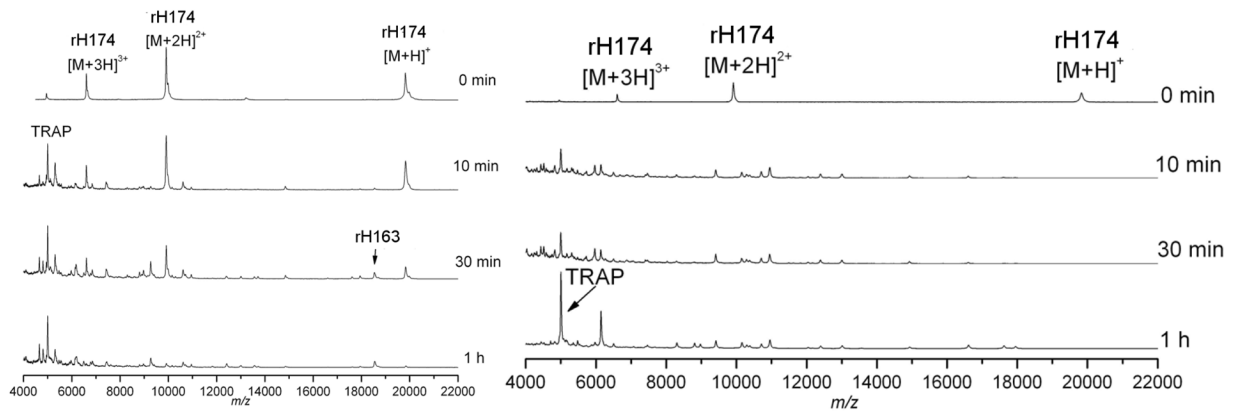 rH174
[M+3H]³⁺
rH174
[M+2H]²⁺
rH174
[M+H]⁺
0 min
TRAP
10 min
rH163
30 min
1 h
4000 6000 8000 10000 12000 14000 16000 18000 20000 22000
m/z
rH174
[M+3H]³⁺
rH174
[M+2H]²⁺
rH174
[M+H]⁺
0 min
10 min
30 min
TRAP
1 h
4000 6000 8000 10000 12000 14000 16000 18000 20000 22000
m/z